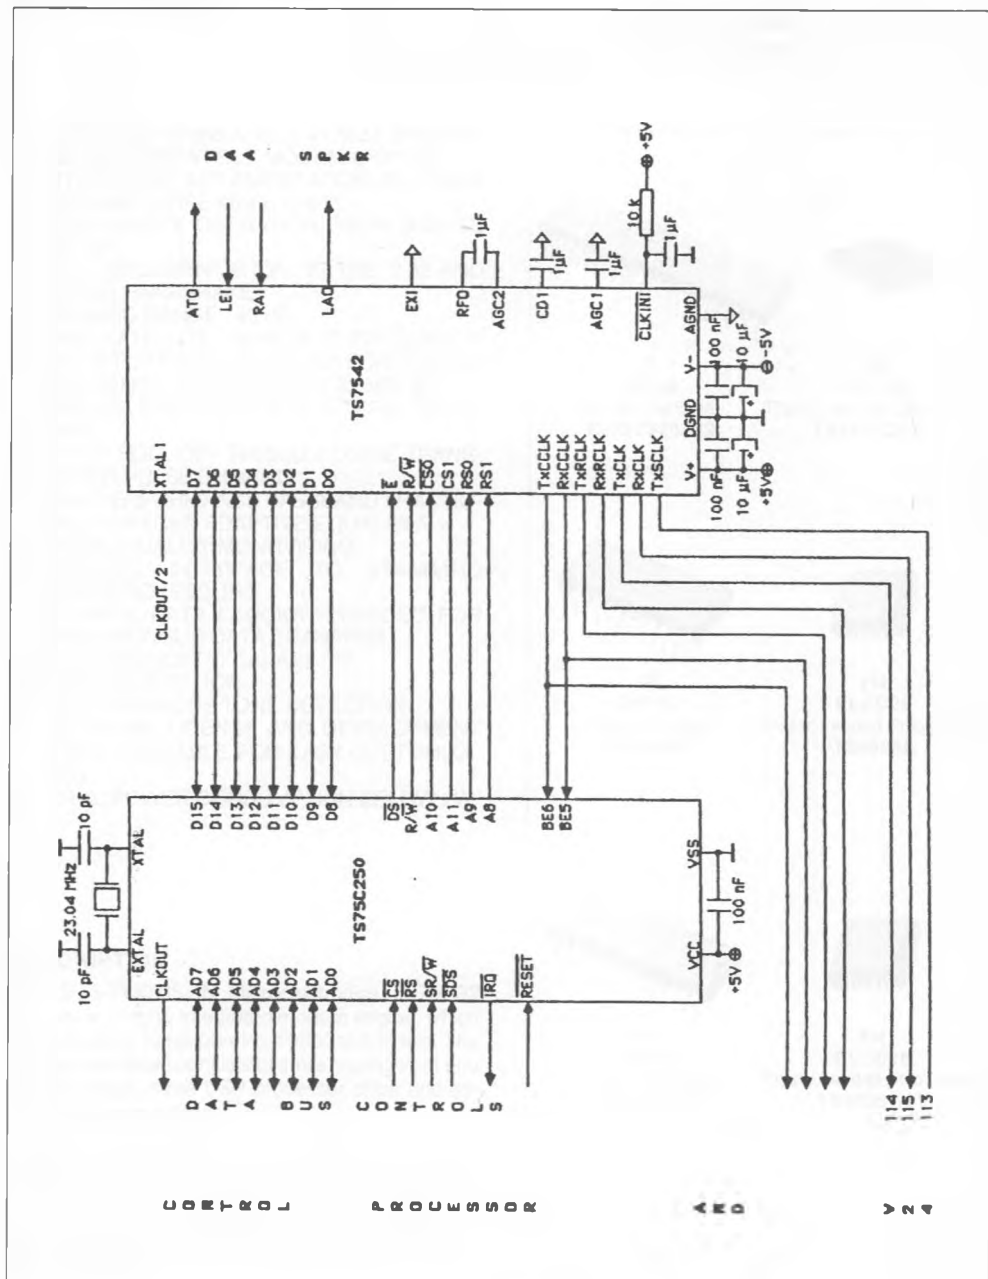 CONTROL
PROCESSOR
AND
V24
DATA
BUS
CONTROLS
CLKOUT
AD7
AD6
AD5
AD4
AD3
AD2
AD1
AD0
CS
RS
SR/W
SDS
IRQ
RESET
10 pF
23.04 MHz
10 pF
EXTAL
XTAL
TS75C250
VCC
VSS
+5V
100 nF
D15
D14
D13
D12
D11
D10
D9
D8
DS
R/W
A10
A11
A9
A8
BE6
BE5
CLKOUT/2
XTAL1
D7
D6
D5
D4
D3
D2
D1
D0
E
R/W
CS0
CS1
RS0
RS1
TxCCLK
RxCCLK
TxRCLK
RxRCLK
TxCLK
RxCLK
TxSCLK
114
115
113
TS7542
V+
DGND
V-
AGND
100 nF
100 nF
10 µF
10 µF
+5V
-5V
ATO
LEI
RAI
LAO
EXI
RFO
AGC2
CD1
AGC1
CLKINI
1µF
1µF
1µF
1µF
10 K
+5V
DAA
SPKR